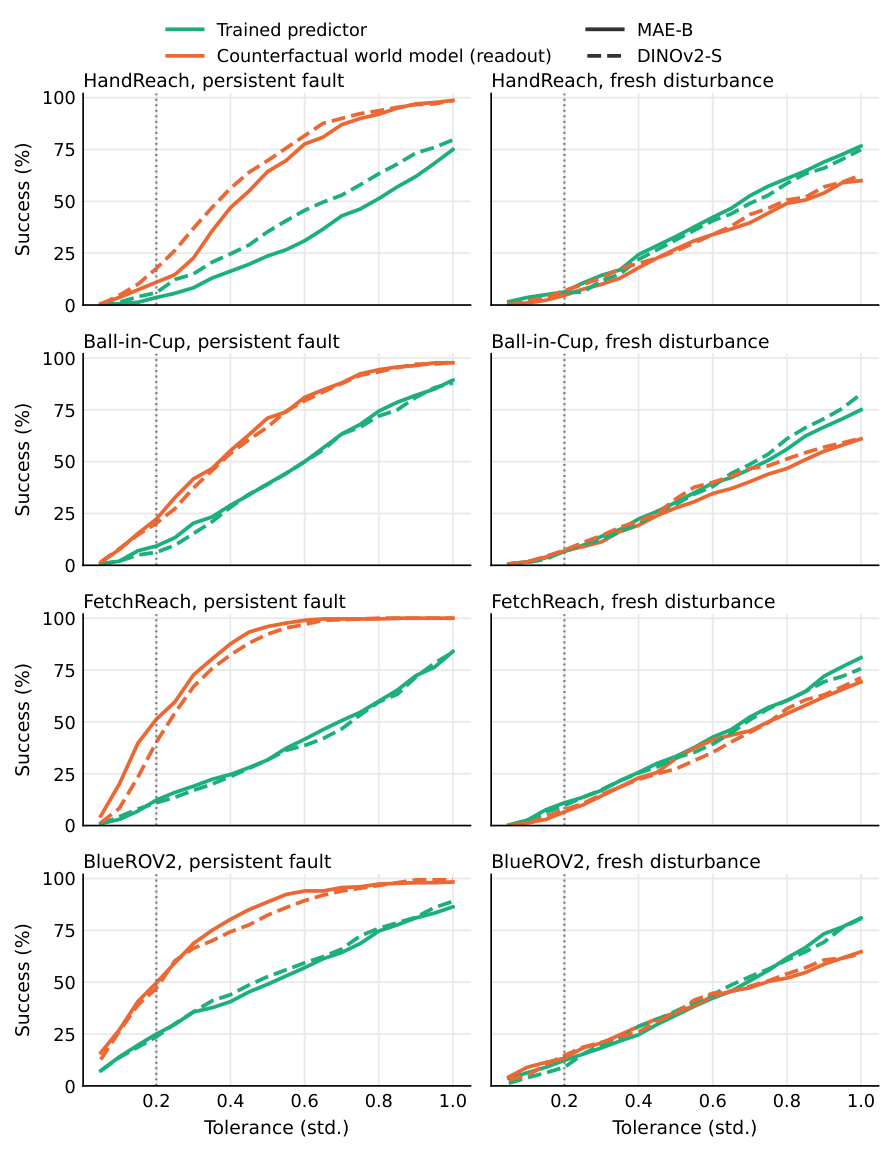 Trained predictor
Counterfactual world model (readout)
MAE-B
DINOv2-S
HandReach, persistent fault
HandReach, fresh disturbance
Success (%)
100
75
50
25
0
Ball-in-Cup, persistent fault
Ball-in-Cup, fresh disturbance
Success (%)
100
75
50
25
0
FetchReach, persistent fault
FetchReach, fresh disturbance
Success (%)
100
75
50
25
0
BlueROV2, persistent fault
BlueROV2, fresh disturbance
Success (%)
100
75
50
25
0
0.2 0.4 0.6 0.8 1.0
0.2 0.4 0.6 0.8 1.0
Tolerance (std.)
Tolerance (std.)